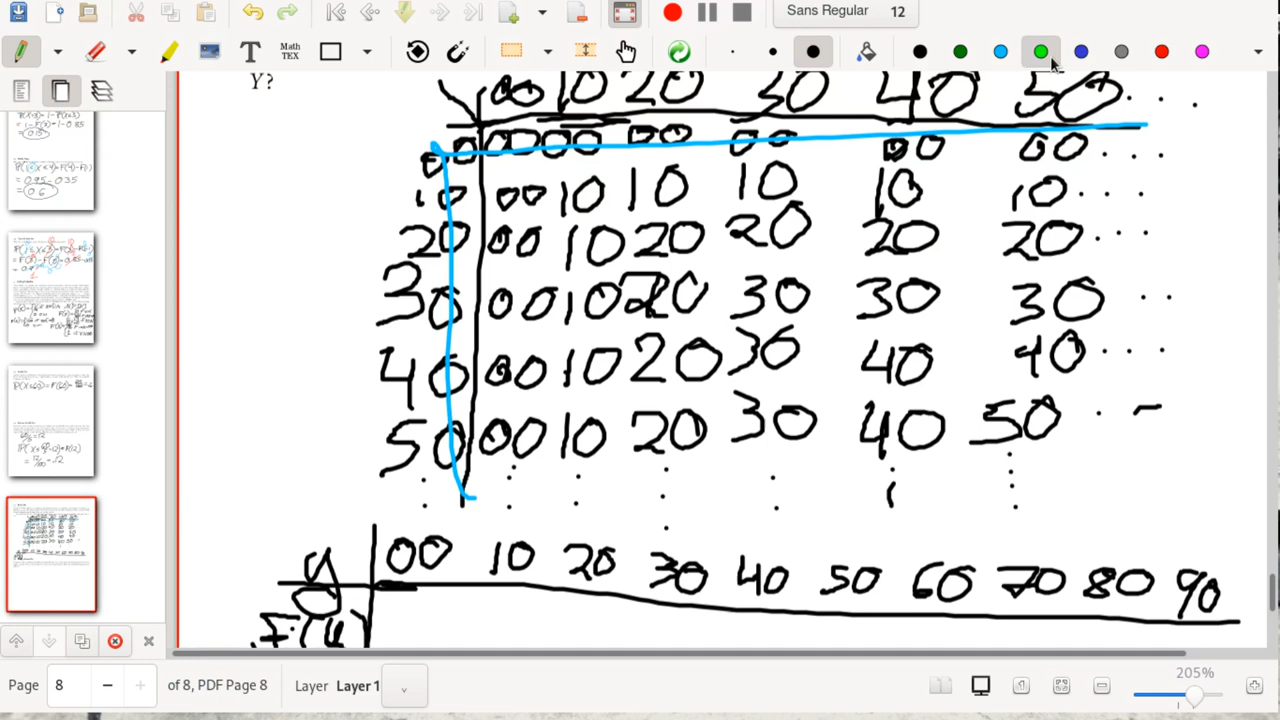 Sans Regular 12
T Math TEX
Y?
00 10 20 30 40 50 . . .
00 00 00 00 00 00 00 . . .
10 00 10 10 10 10 10 . . .
20 00 10 20 20 20 20 . . .
30 00 10 20 30 30 30 . .
40 00 10 20 30 40 40 . . .
50 00 10 20 30 40 50 . -
y 00 10 20 30 40 50 60 70 80 90
Page 8 of 8, PDF Page 8 Layer Layer 1 205%